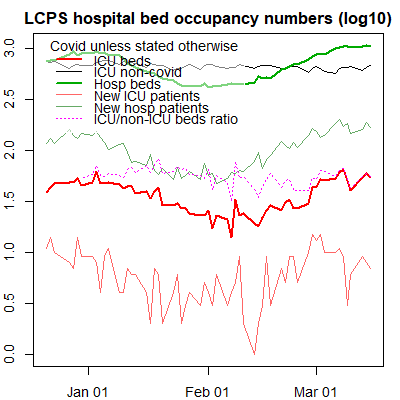 LCPS hospital bed occupancy numbers (log10)
Covid unless stated otherwise
ICU beds
ICU non-covid
Hosp beds
New ICU patients
New hosp patients
ICU/non-ICU beds ratio
3.0
2.5
2.0
1.5
1.0
0.5
0.0
Jan 01
Feb 01
Mar 01